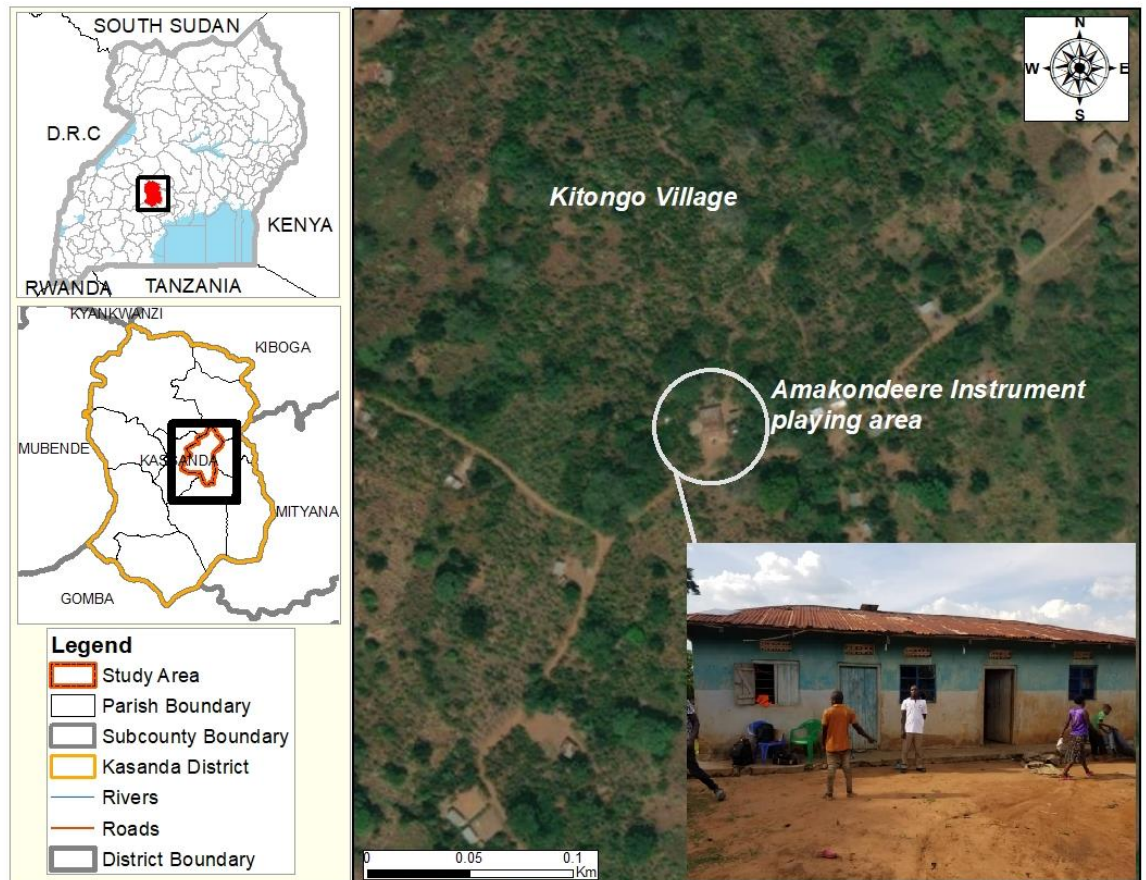 SOUTH SUDAN
D.R.C
KENYA
RWANDA
TANZANIA
KYANKWANZI
KIBOGA
MUBENDE
KASSANDA
MITYANA
GOMBA
Legend
Study Area
Parish Boundary
Subcounty Boundary
Kasanda District
Rivers
Roads
District Boundary
N
W
E
S
Kitongo Village
Amakondeere Instrument
playing area
0 0.05 0.1
Km